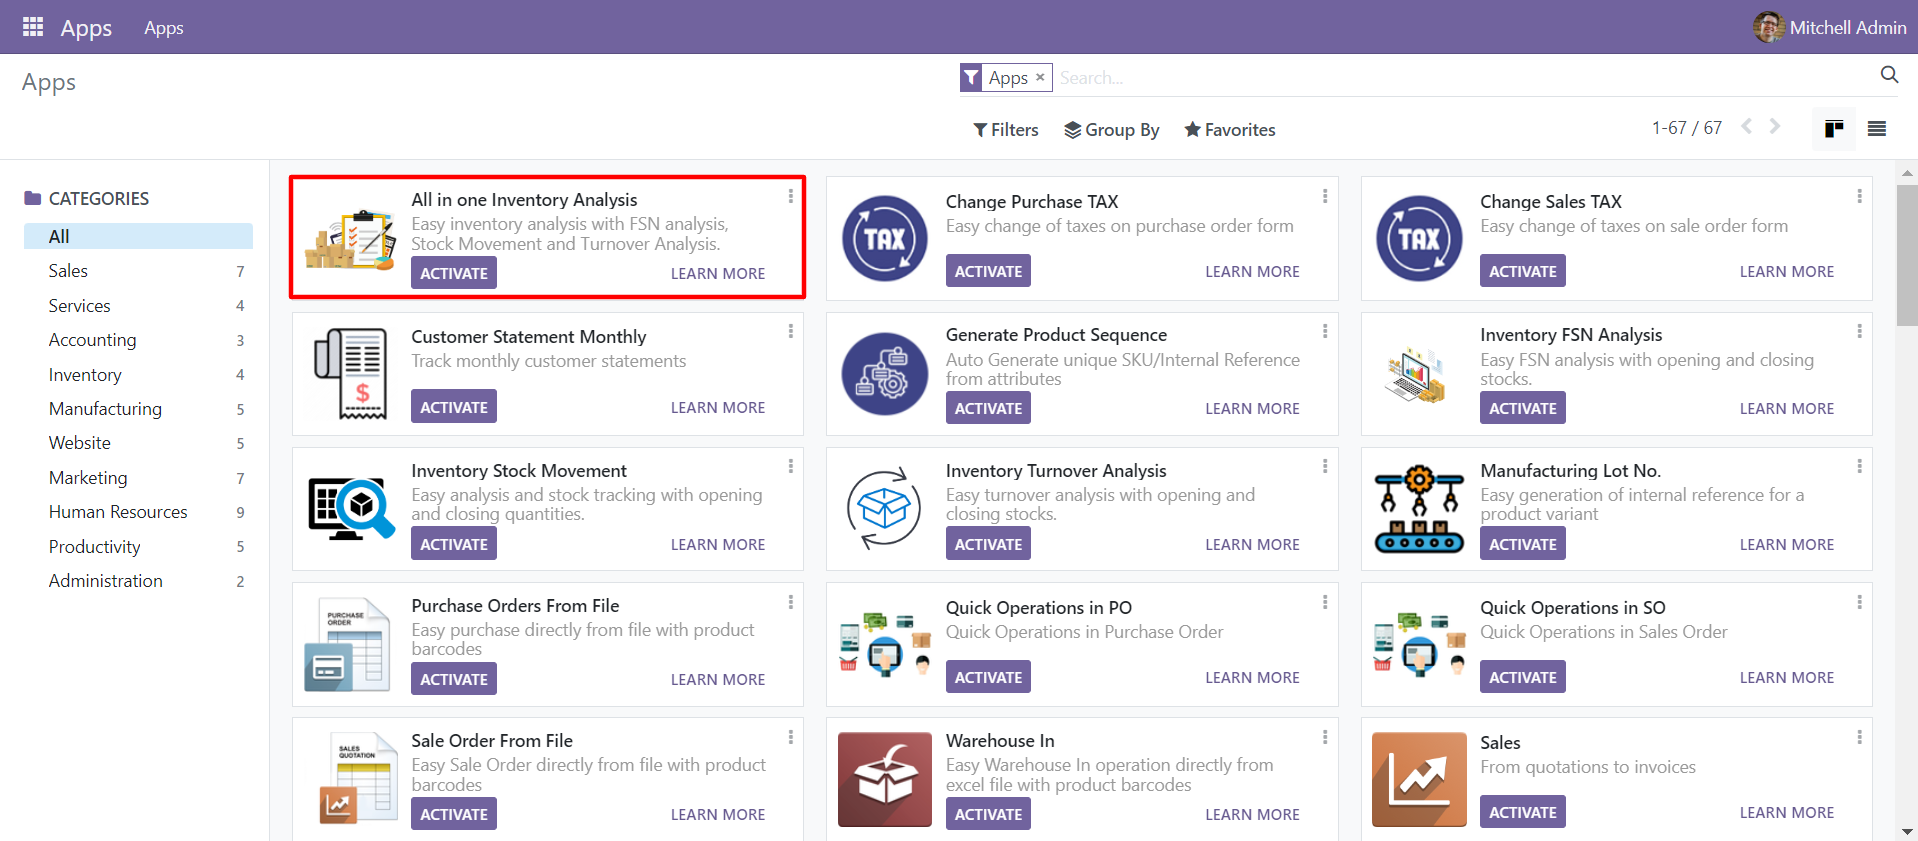 Apps Apps Mitchell Admin
Apps
Apps × Search...
Filters Group By Favorites 1-67 / 67
CATEGORIES
All
Sales 7
Services 4
Accounting 3
Inventory 4
Manufacturing 5
Website 5
Marketing 7
Human Resources 9
Productivity 5
Administration 2
All in one Inventory Analysis
Easy inventory analysis with FSN analysis,
Stock Movement and Turnover Analysis.
ACTIVATE LEARN MORE
TAX
Change Purchase TAX
Easy change of taxes on purchase order form
ACTIVATE LEARN MORE
TAX
Change Sales TAX
Easy change of taxes on sale order form
ACTIVATE LEARN MORE
$
Customer Statement Monthly
Track monthly customer statements
ACTIVATE LEARN MORE
Generate Product Sequence
Auto Generate unique SKU/Internal Reference
from attributes
ACTIVATE LEARN MORE
Inventory FSN Analysis
Easy FSN analysis with opening and closing
stocks.
ACTIVATE LEARN MORE
Inventory Stock Movement
Easy analysis and stock tracking with opening
and closing quantities.
ACTIVATE LEARN MORE
Inventory Turnover Analysis
Easy turnover analysis with opening and
closing stocks.
ACTIVATE LEARN MORE
Manufacturing Lot No.
Easy generation of internal reference for a
product variant
ACTIVATE LEARN MORE
PURCHASE
ORDER
Purchase Orders From File
Easy purchase directly from file with product
barcodes
ACTIVATE LEARN MORE
Quick Operations in PO
Quick Operations in Purchase Order
ACTIVATE LEARN MORE
Quick Operations in SO
Quick Operations in Sales Order
ACTIVATE LEARN MORE
SALES
QUOTATION
Sale Order From File
Easy Sale Order directly from file with product
barcodes
ACTIVATE LEARN MORE
Warehouse In
Easy Warehouse In operation directly from
excel file with product barcodes
ACTIVATE LEARN MORE
Sales
From quotations to invoices
ACTIVATE LEARN MORE